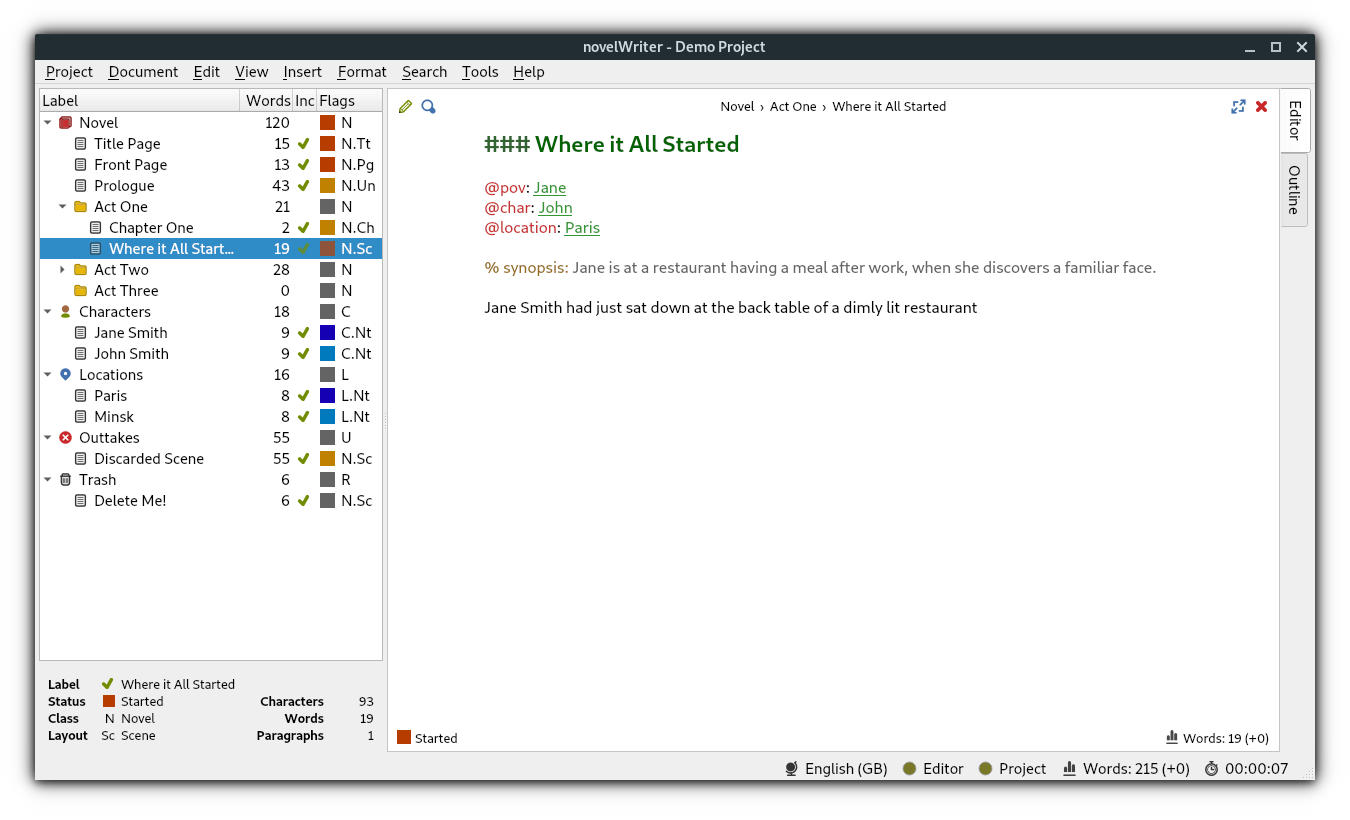 novelWriter - Demo Project
Project Document Edit View Insert Format Search Tools Help
Label Words Inc Flags
Novel 120 N
Title Page 15 N.Tt
Front Page 13 N.Pg
Prologue 43 N.Un
Act One 21 N
Chapter One 2 N.Ch
Where it All Start... 19 N.Sc
Act Two 28 N
Act Three 0 N
Characters 18 C
Jane Smith 9 C.Nt
John Smith 9 C.Nt
Locations 16 L
Paris 8 L.Nt
Minsk 8 L.Nt
Outtakes 55 U
Discarded Scene 55 N.Sc
Trash 6 R
Delete Me! 6 N.Sc
Label Where it All Started
Status Started Characters 93
Class N Novel Words 19
Layout Sc Scene Paragraphs 1
Novel › Act One › Where it All Started
### Where it All Started
@pov: Jane
@char: John
@location: Paris
% synopsis: Jane is at a restaurant having a meal after work, when she discovers a familiar face.
Jane Smith had just sat down at the back table of a dimly lit restaurant
Started Words: 19 (+0)
Editor
Outline
English (GB) Editor Project Words: 215 (+0) 00:00:07